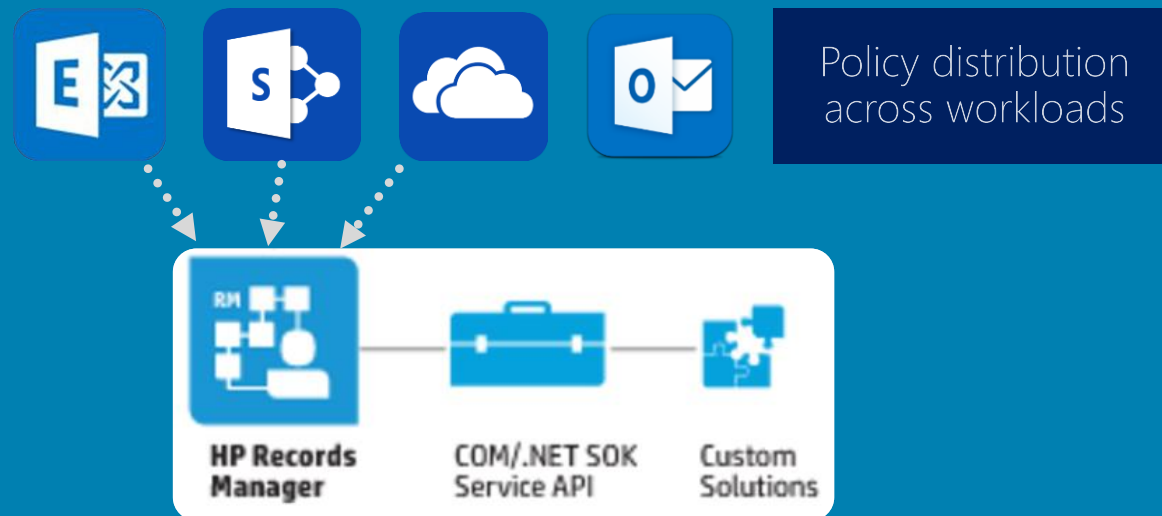 E
S
O
Policy distribution
across workloads
RM
HP Records
Manager
COM/.NET SOK
Service API
Custom
Solutions